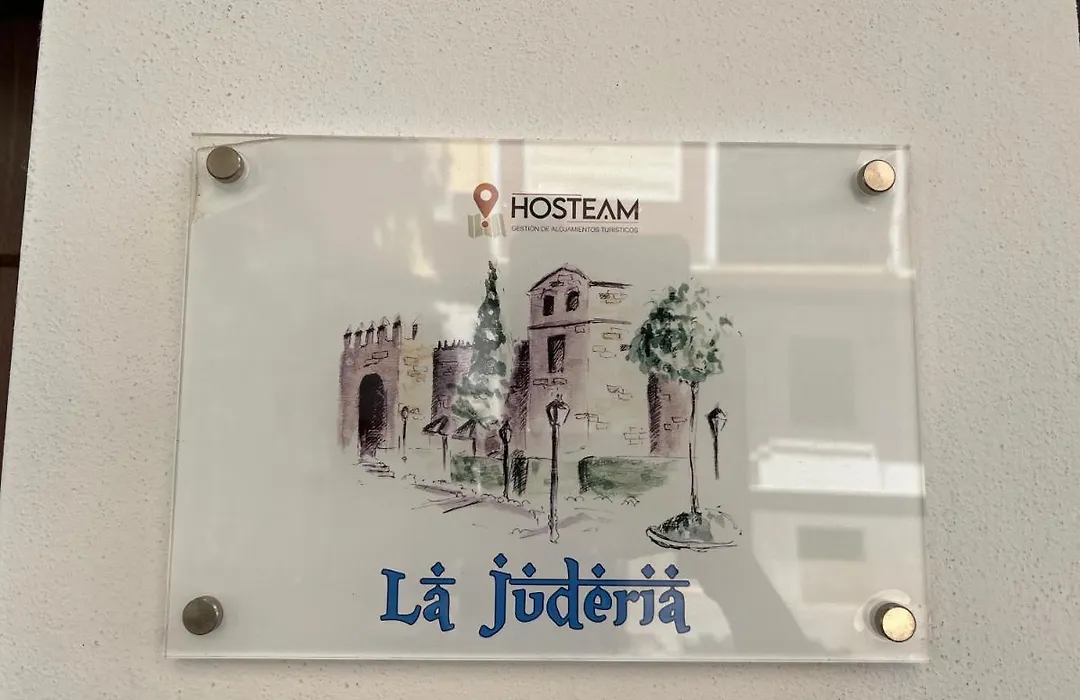 HOSTEAM
GESTIÓN DE ALOJAMIENTOS TURÍSTICOS
La Judería